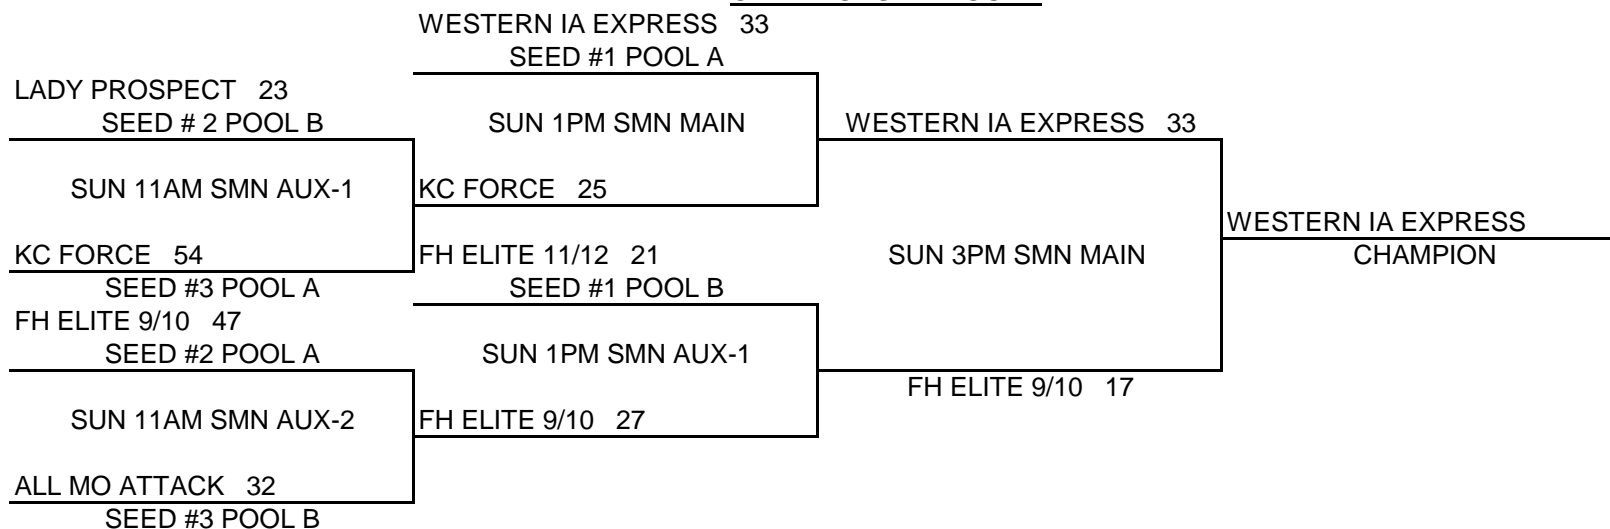 WESTERN IA EXPRESS 33
SEED #1 POOL A
LADY PROSPECT 23
SEED # 2 POOL B
SUN 1PM SMN MAIN
WESTERN IA EXPRESS 33
SUN 11AM SMN AUX-1
KC FORCE 25
WESTERN IA EXPRESS
KC FORCE 54
FH ELITE 11/12 21
SUN 3PM SMN MAIN
CHAMPION
SEED #3 POOL A
SEED #1 POOL B
FH ELITE 9/10 47
SEED #2 POOL A
SUN 1PM SMN AUX-1
FH ELITE 9/10 17
SUN 11AM SMN AUX-2
FH ELITE 9/10 27
ALL MO ATTACK 32
SEED #3 POOL B